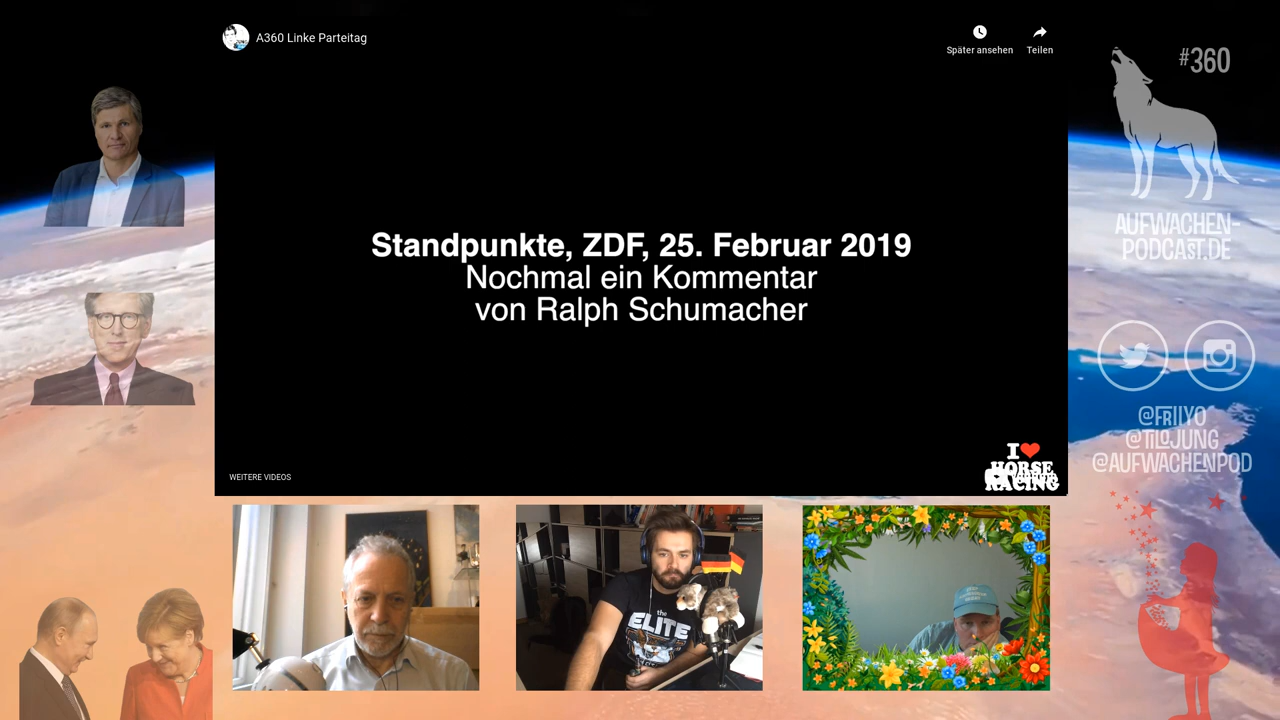 A360 Linke Parteitag
Später ansehen
Teilen
#360
AUFWACHEN-
PODCAST.DE
Standpunkte, ZDF, 25. Februar 2019
Nochmal ein Kommentar
von Ralph Schumacher
@FRIIYO
@TILOJUNG
@AUFWACHENPOD
WEITERE VIDEOS
I
HORSE
RACING
the
ELITE